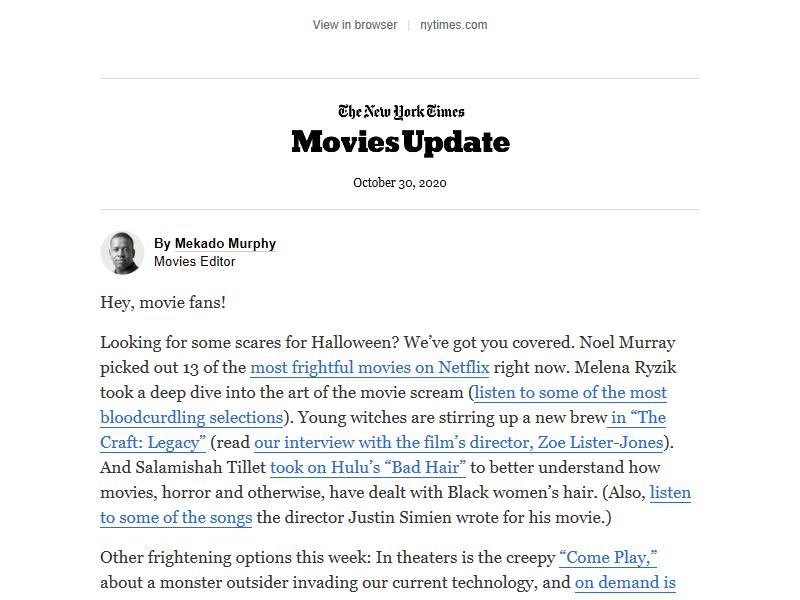 View in browser | nytimes.com
The New York Times
Movies Update
October 30, 2020
By Mekado Murphy
Movies Editor
Hey, movie fans!
Looking for some scares for Halloween? We’ve got you covered. Noel Murray
picked out 13 of the most frightful movies on Netflix right now. Melena Ryzik
took a deep dive into the art of the movie scream (listen to some of the most
bloodcurdling selections). Young witches are stirring up a new brew in “The
Craft: Legacy” (read our interview with the film’s director, Zoe Lister-Jones).
And Salamishah Tillet took on Hulu’s “Bad Hair” to better understand how
movies, horror and otherwise, have dealt with Black women’s hair. (Also, listen
to some of the songs the director Justin Simien wrote for his movie.)
Other frightening options this week: In theaters is the creepy “Come Play,”
about a monster outsider invading our current technology, and on demand is